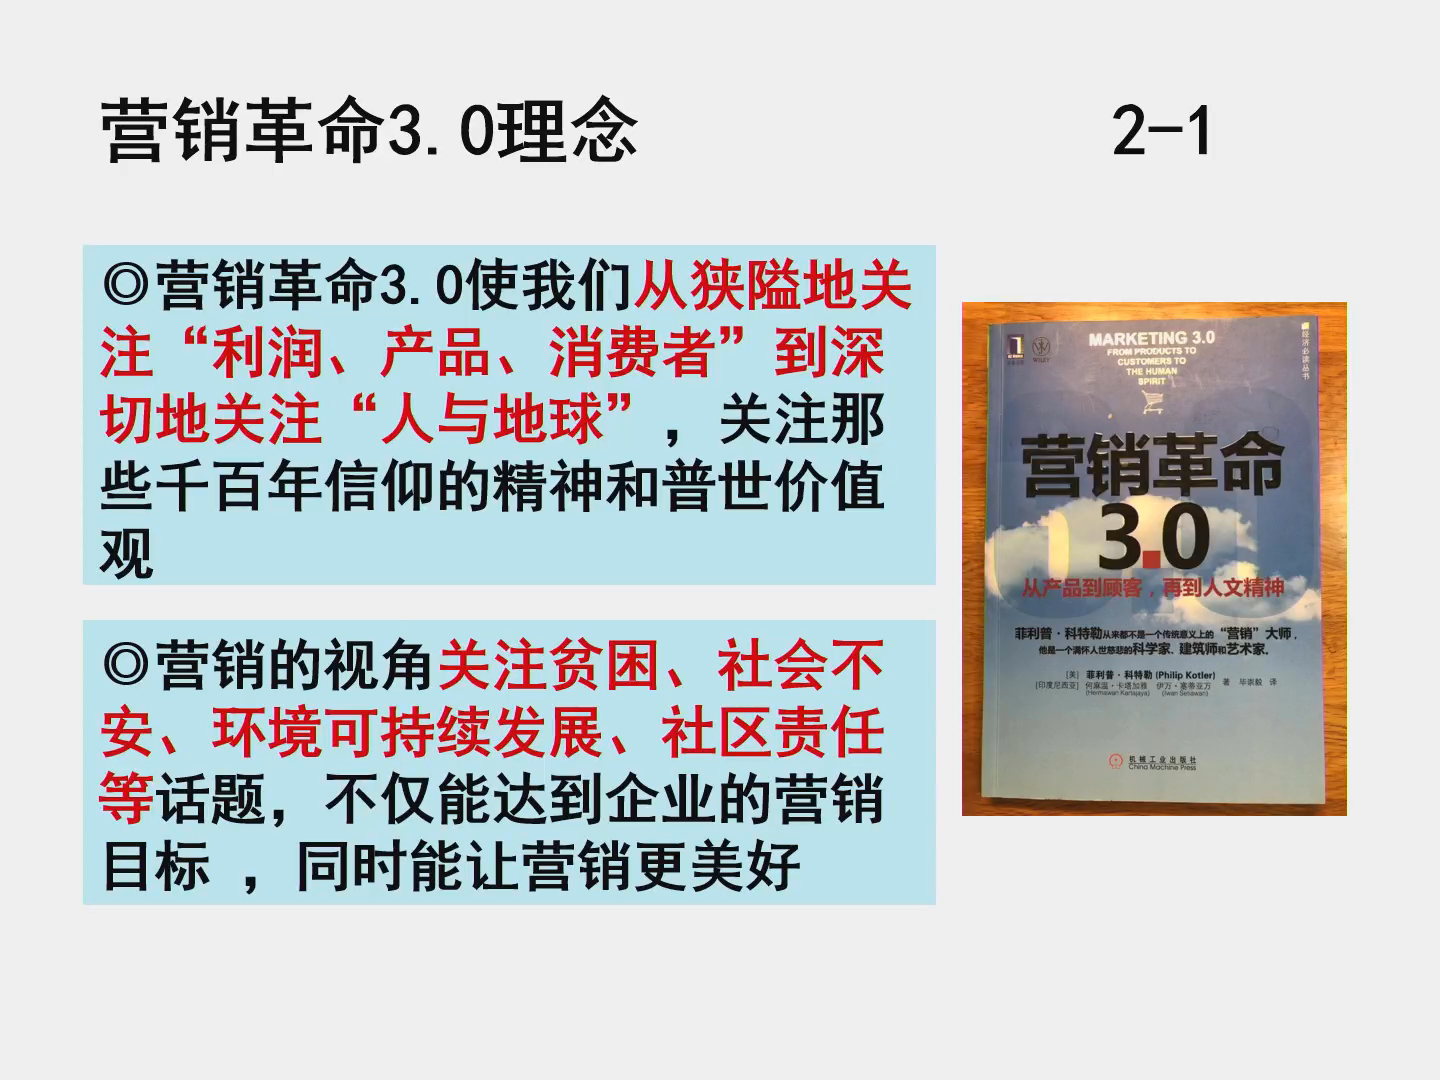 营销革命3.0理念
2-1
◎营销革命3.0使我们从狭隘地关
注“利润、产品、消费者”到深
切地关注“人与地球”，关注那
些千百年信仰的精神和普世价值
观
◎营销的视角关注贫困、社会不
安、环境可持续发展、社区责任
等话题，不仅能达到企业的营销
目标 ，同时能让营销更美好
MARKETING 3.0
FROM PRODUCTS TO
CUSTOMERS TO
THE HUMAN
SPIRIT
经济必读丛书
WILEY
营销革命
3.0
从产品到顾客，再到人文精神
菲利普·科特勒从来都不是一个传统意义上的“营销”大师，
他是一个满怀人世慈悲的科学家、建筑师和艺术家。
[美] 菲利普·科特勒 (Philip Kotler)
[印度尼西亚] 何麻温·卡塔加雅 伊万·塞蒂亚万 著 毕崇毅 译
(Hermawan Kartajaya) (Iwan Setiawan)
机械工业出版社
China Machine Press